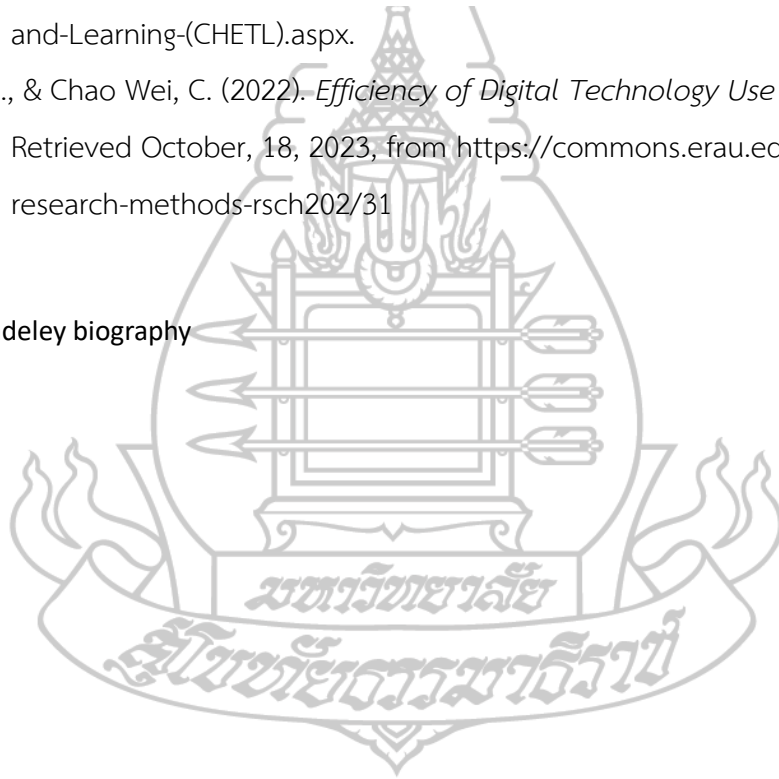 and-Learning-(CHETL).aspx.
., & Chao Wei, C. (2022). Efficiency of Digital Technology Use
Retrieved October, 18, 2023, from https://commons.erau.ed
research-methods-rsch202/31
deley biography
มหาวิทยาลัย
สุโขทัยธรรมาธิราช